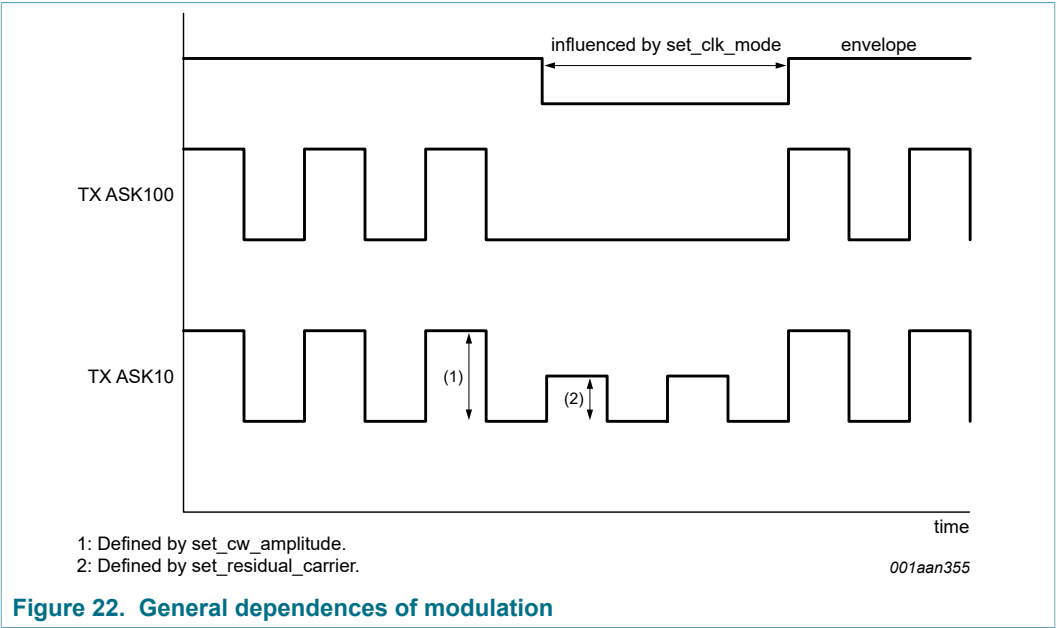 influenced by set_clk_mode
envelope
TX ASK100
TX ASK10
(1)
(2)
time
1: Defined by set_cw_amplitude.
2: Defined by set_residual_carrier.
001aan355
Figure 22. General dependences of modulation